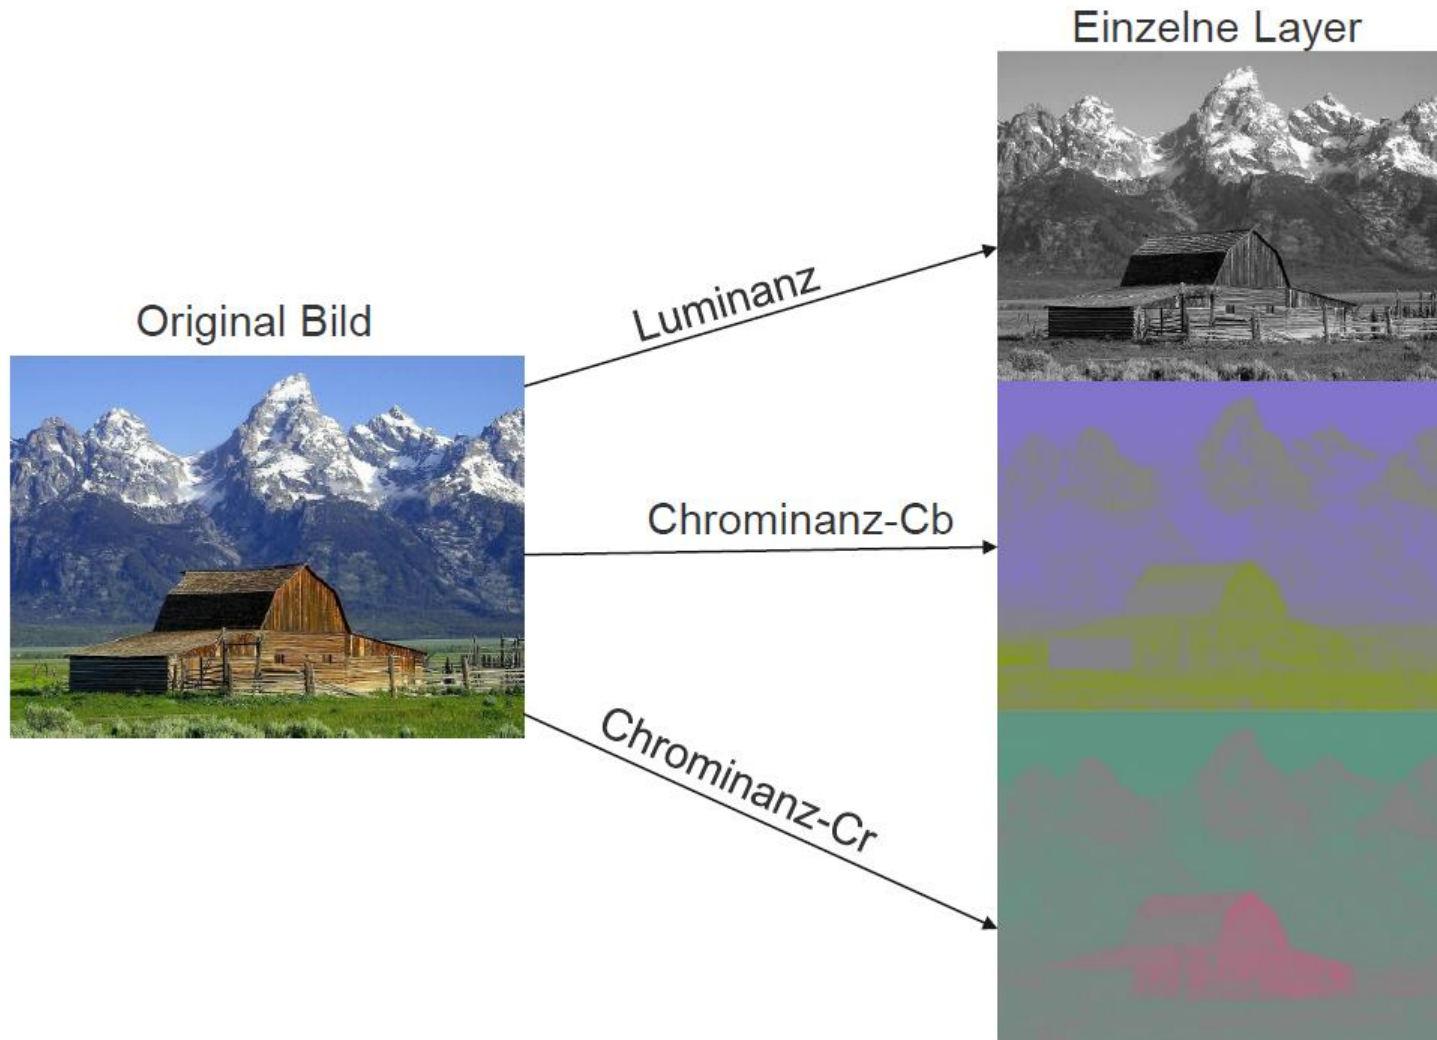 Einzelne Layer
Original Bild
Luminanz
Chrominanz-Cb
Chrominanz-Cr